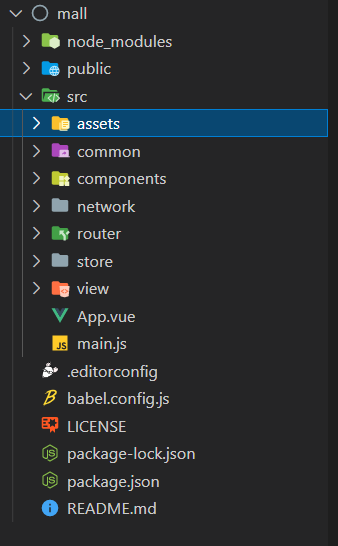 mall
node_modules
public
src
assets
common
components
network
router
store
view
App.vue
JS main.js
.editorconfig
babel.config.js
LICENSE
package-lock.json
package.json
README.md